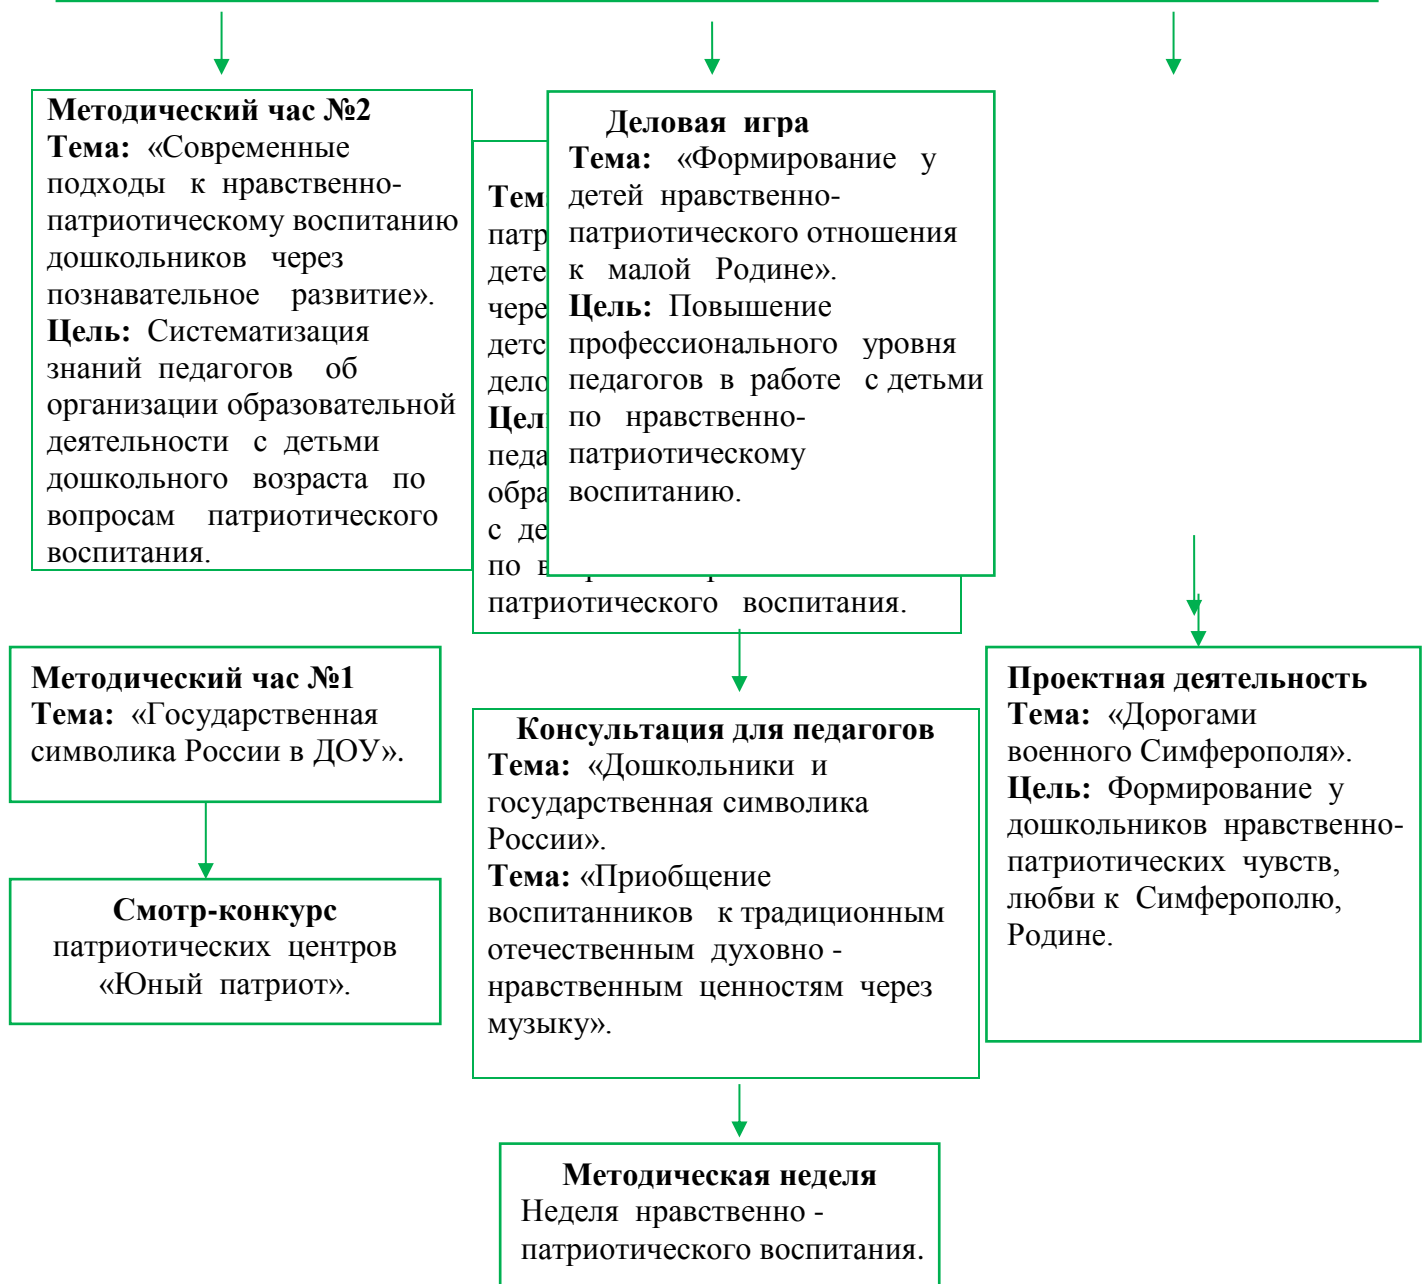 Методический час №2
Тема: «Современные
подходы к нравственно-
патриотическому воспитанию
дошкольников через
познавательное развитие».
Цель: Систематизация
знаний педагогов об
организации образовательной
деятельности с детьми
дошкольного возраста по
вопросам патриотического
воспитания.
Деловая игра
Тема: «Формирование у
детей нравственно-
патриотического отношения
к малой Родине».
Цель: Повышение
профессионального уровня
педагогов в работе с детьми
по нравственно-
патриотическому
воспитанию.
с
по
патриотического воспитания.
Методический час №1
Тема: «Государственная
символика России в ДОУ».
Смотр-конкурс
патриотических центров
«Юный патриот».
Консультация для педагогов
Тема: «Дошкольники и
государственная символика
России».
Тема: «Приобщение
воспитанников к традиционным
отечественным духовно -
нравственным ценностям через
музыку».
Методическая неделя
Неделя нравственно -
патриотического воспитания.
Проектная деятельность
Тема: «Дорогами
военного Симферополя».
Цель: Формирование у
дошкольников нравственно-
патриотических чувств,
любви к Симферополю,
Родине.